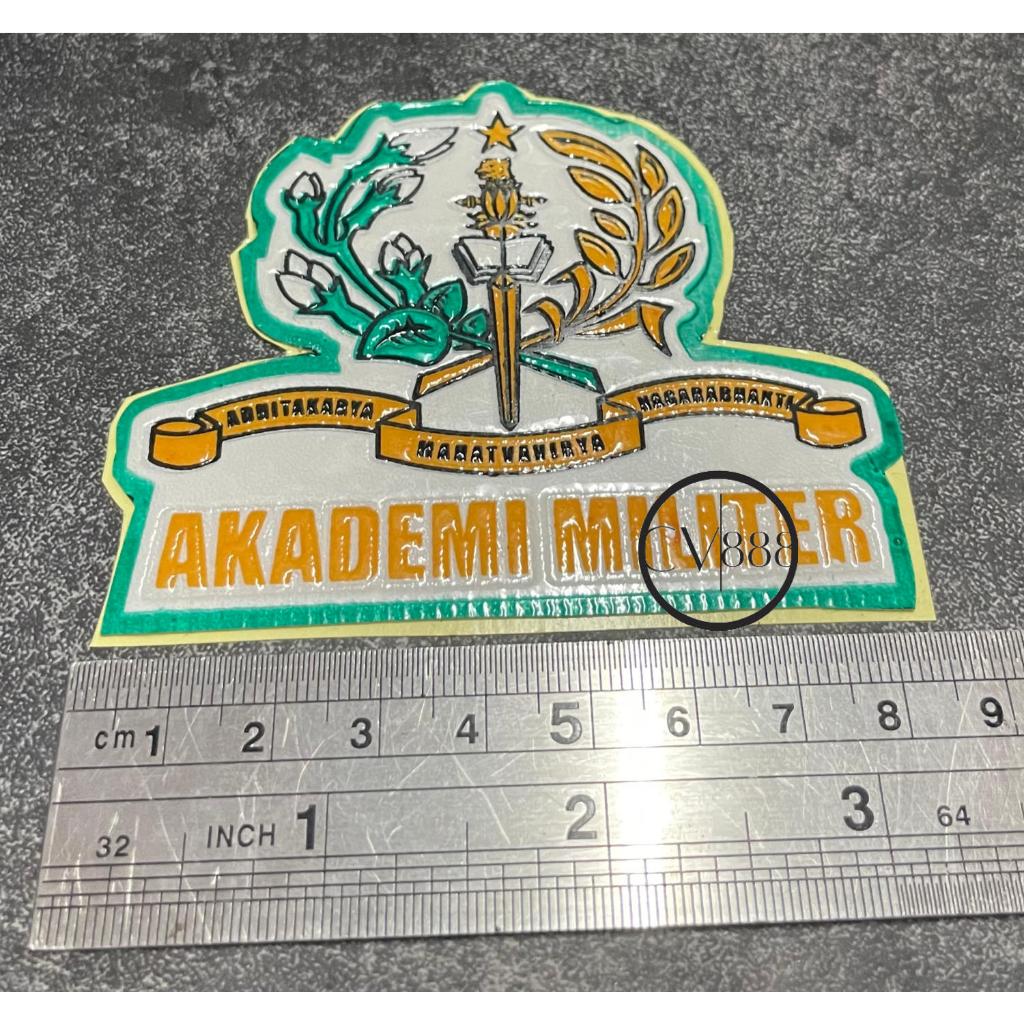 ADHITAKARYA MAHATVAVIRYA NAGARABHAKTI
AKADEMI MILITER
CV888
cm 1 2 3 4 5 6 7 8 9
32 INCH 1 2 3 64